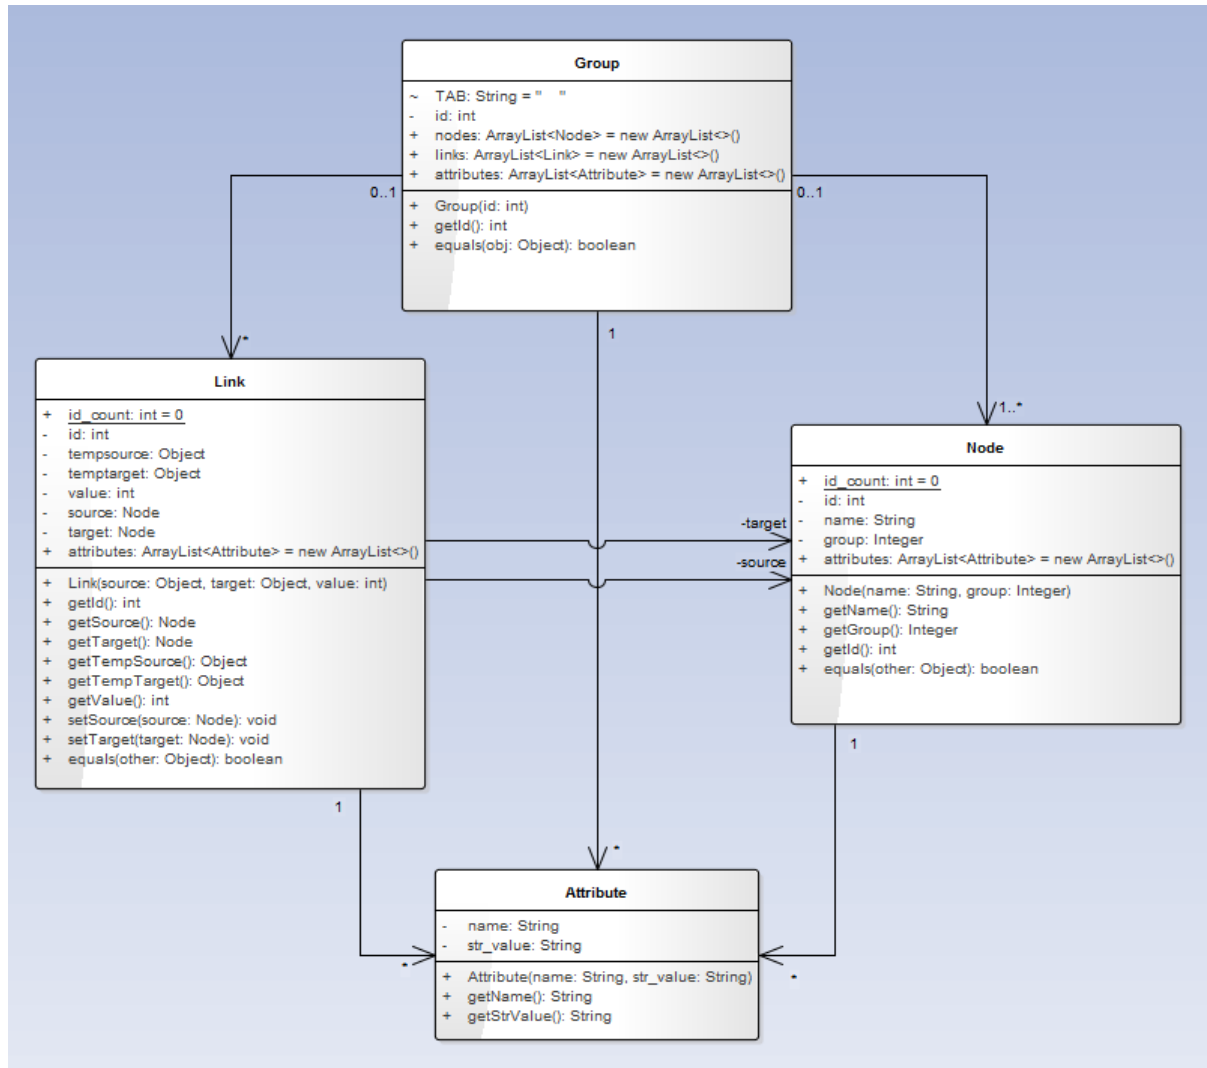 Group
~ TAB: String = "    "
- id: int
+ nodes: ArrayList<Node> = new ArrayList<>()
+ links: ArrayList<Link> = new ArrayList<>()
+ attributes: ArrayList<Attribute> = new ArrayList<>()
+ Group(id: int)
+ getId(): int
+ equals(obj: Object): boolean
0..1
0..1
1
*
1..*
Link
+ id_count: int = 0
- id: int
- tempsource: Object
- temptarget: Object
- value: int
- source: Node
- target: Node
+ attributes: ArrayList<Attribute> = new ArrayList<>()
+ Link(source: Object, target: Object, value: int)
+ getId(): int
+ getSource(): Node
+ getTarget(): Node
+ getTempSource(): Object
+ getTempTarget(): Object
+ getValue(): int
+ setSource(source: Node): void
+ setTarget(target: Node): void
+ equals(other: Object): boolean
-target
-source
Node
+ id_count: int = 0
- id: int
- name: String
- group: Integer
+ attributes: ArrayList<Attribute> = new ArrayList<>()
+ Node(name: String, group: Integer)
+ getName(): String
+ getGroup(): Integer
+ getId(): int
+ equals(other: Object): boolean
1
1
*
*
*
Attribute
- name: String
- str_value: String
+ Attribute(name: String, str_value: String)
+ getName(): String
+ getStrValue(): String